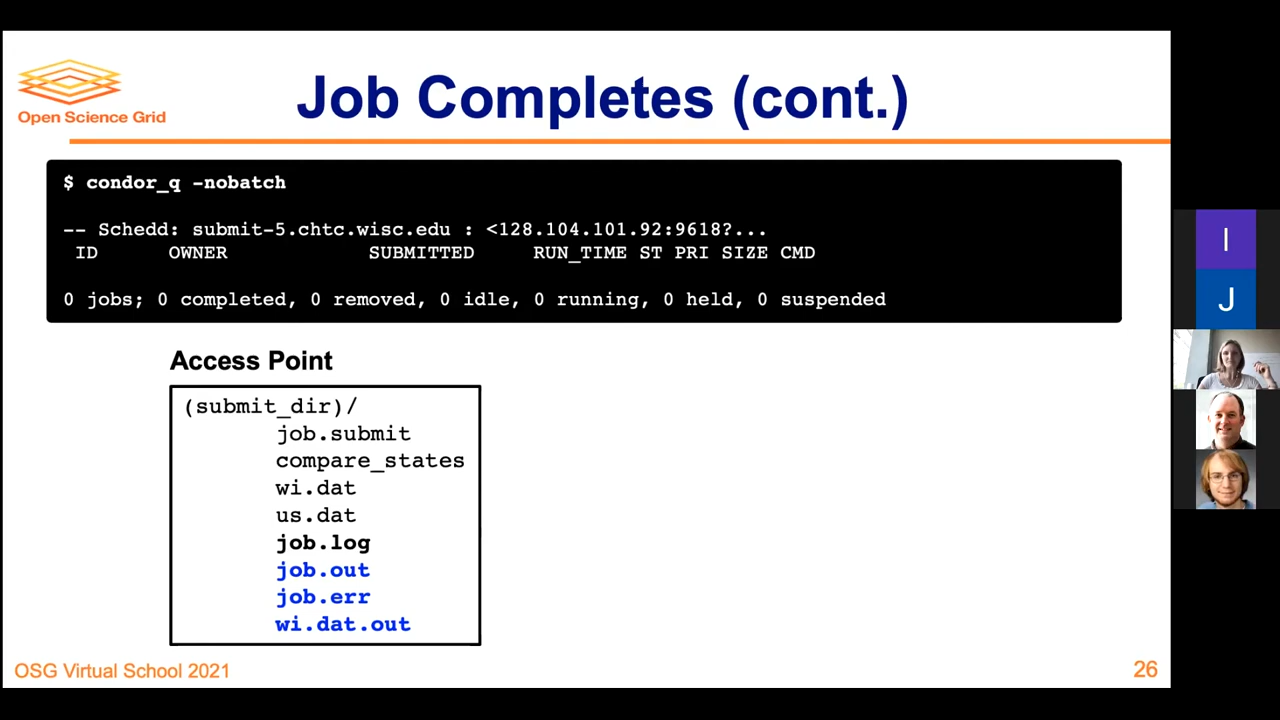 Open Science Grid
Job Completes (cont.)
$ condor_q -nobatch
-- Schedd: submit-5.chtc.wisc.edu : <128.104.101.92:9618?...
ID OWNER SUBMITTED RUN_TIME ST PRI SIZE CMD
0 jobs; 0 completed, 0 removed, 0 idle, 0 running, 0 held, 0 suspended
Access Point
(submit_dir)/
job.submit
compare_states
wi.dat
us.dat
job.log
job.out
job.err
wi.dat.out
OSG Virtual School 2021
26
I
J